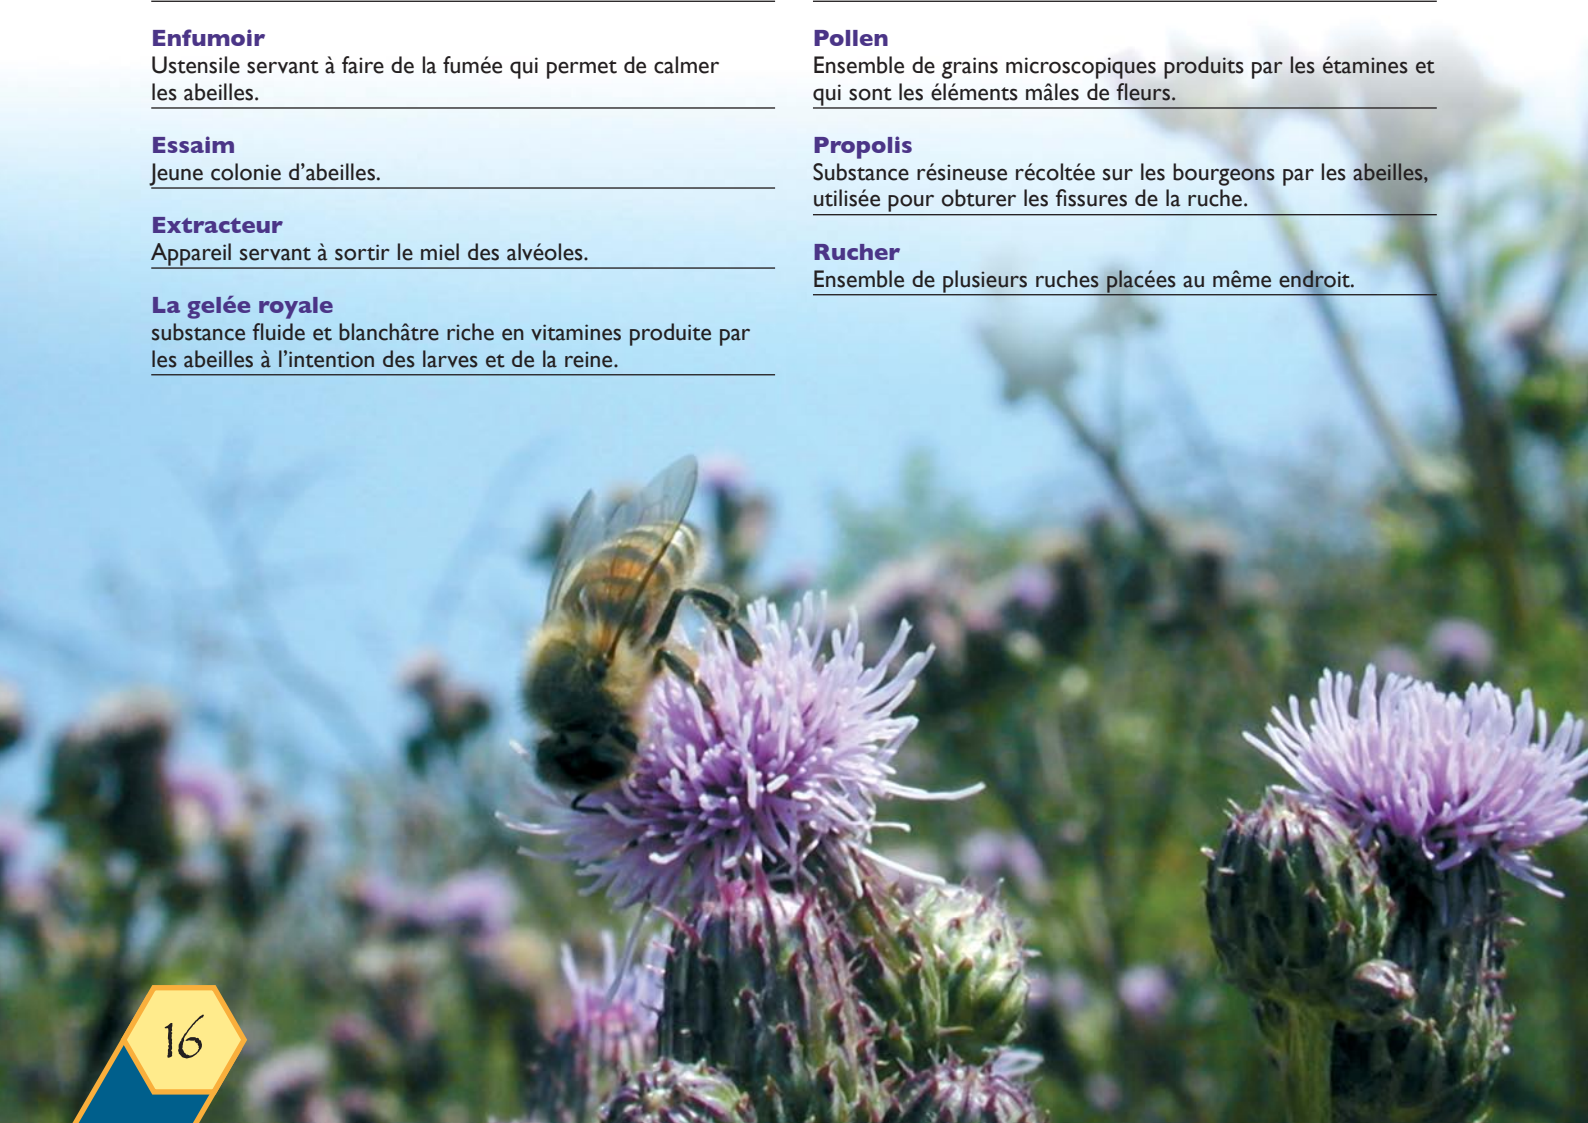 Enfumoir
Ustensile servant à faire de la fumée qui permet de calmer
les abeilles.
Essaim
Jeune colonie d’abeilles.
Extracteur
Appareil servant à sortir le miel des alvéoles.
La gelée royale
substance fluide et blanchâtre riche en vitamines produite par
les abeilles à l’intention des larves et de la reine.
Pollen
Ensemble de grains microscopiques produits par les étamines et
qui sont les éléments mâles de fleurs.
Propolis
Substance résineuse récoltée sur les bourgeons par les abeilles,
utilisée pour obturer les fissures de la ruche.
Rucher
Ensemble de plusieurs ruches placées au même endroit.
16